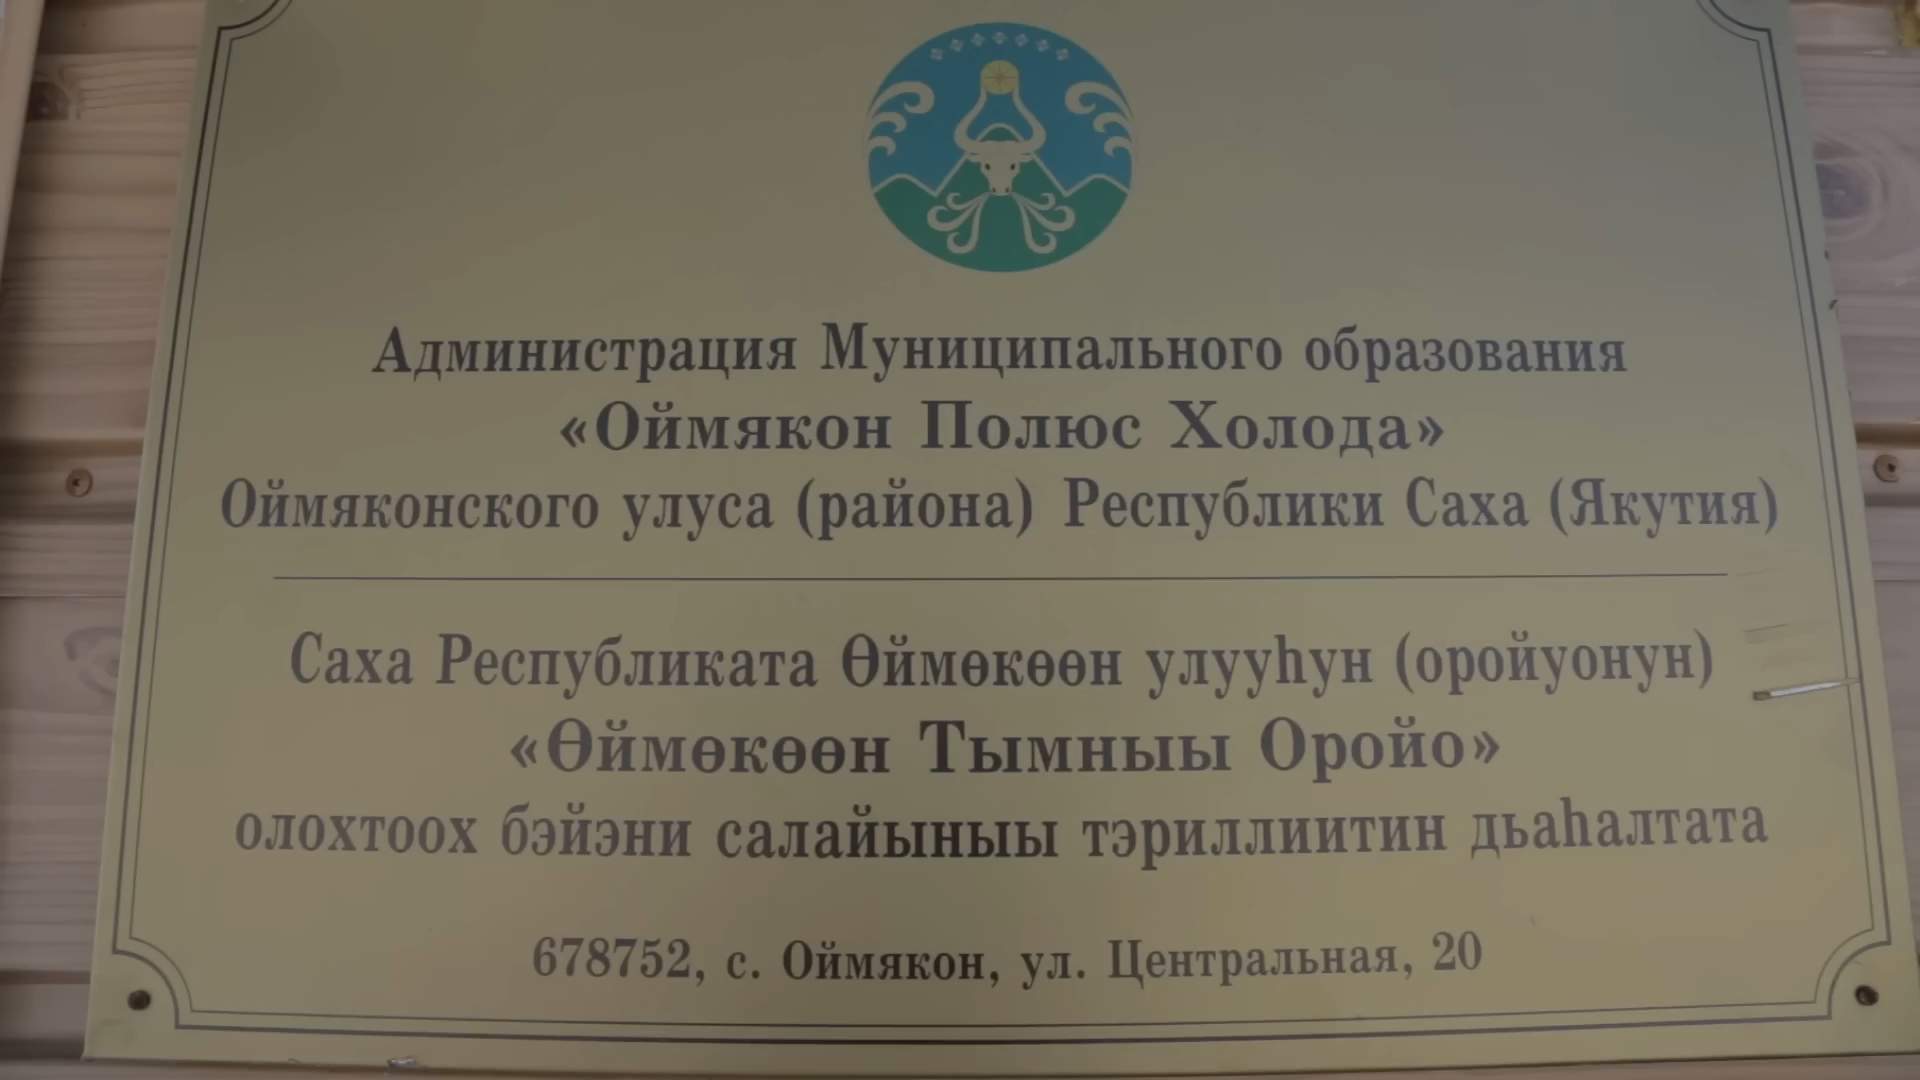 Администрация Муниципального образования
«Оймякон Полюс Холода»
Оймяконского улуса (района) Республики Саха (Якутия)
Саха Республиката Өймөкөөн улууһун (оройуонун)
«Өймөкөөн Тымныы Оройо»
олохтоох бэйэни салайыныы тэриллиитин дьаһалтата
678752, с. Оймякон, ул. Центральная, 20